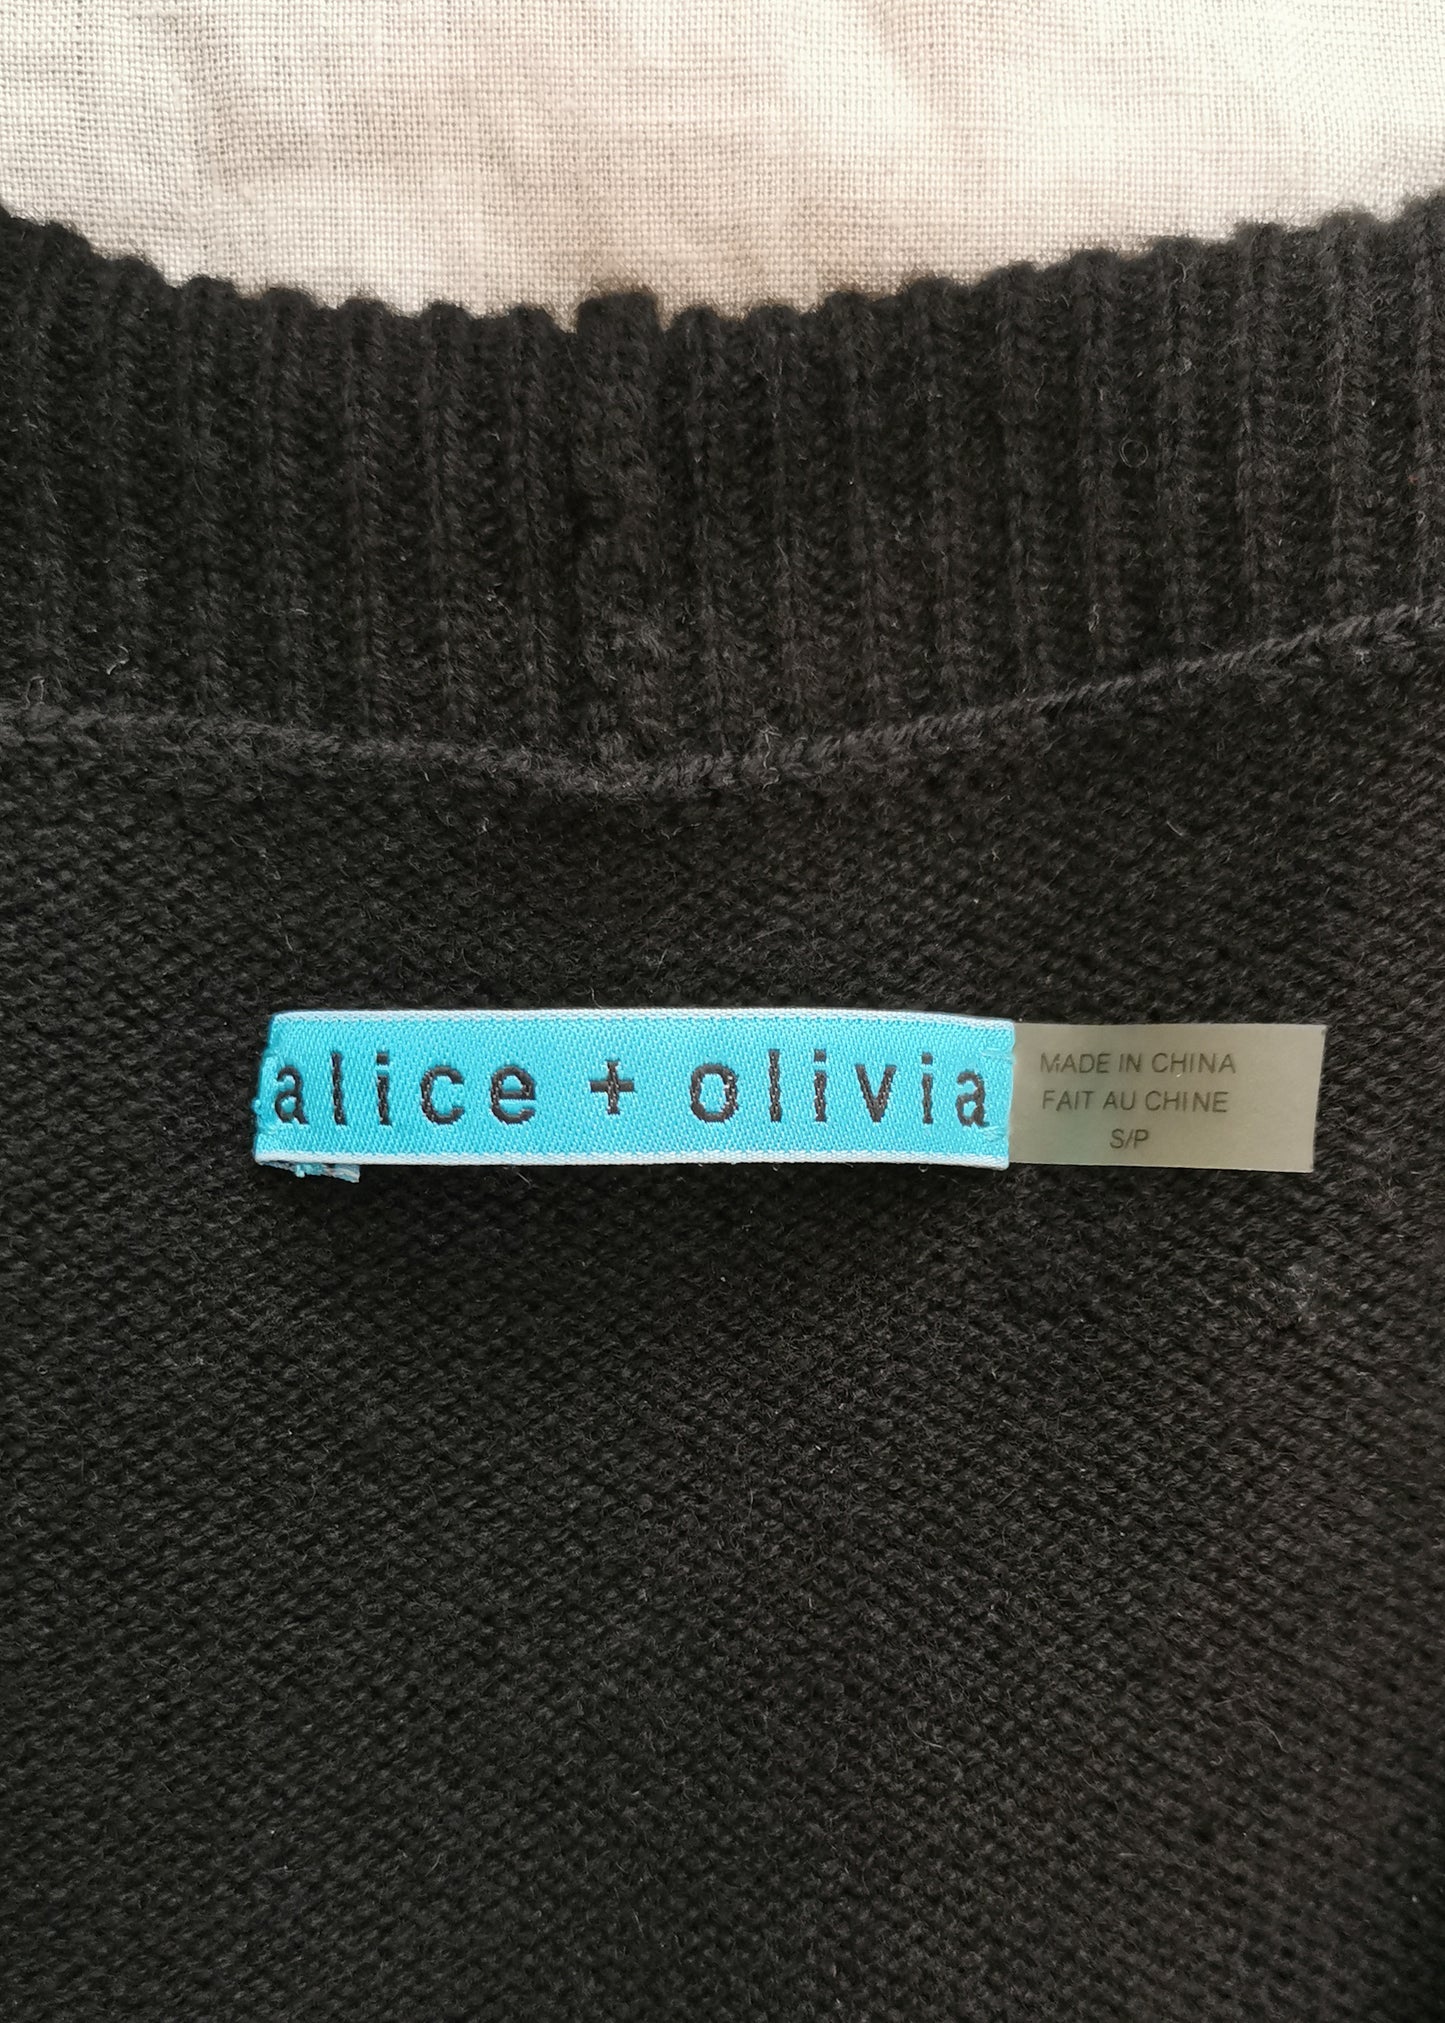 alice + olivia
MADE IN CHINA
FAIT AU CHINE
S/P